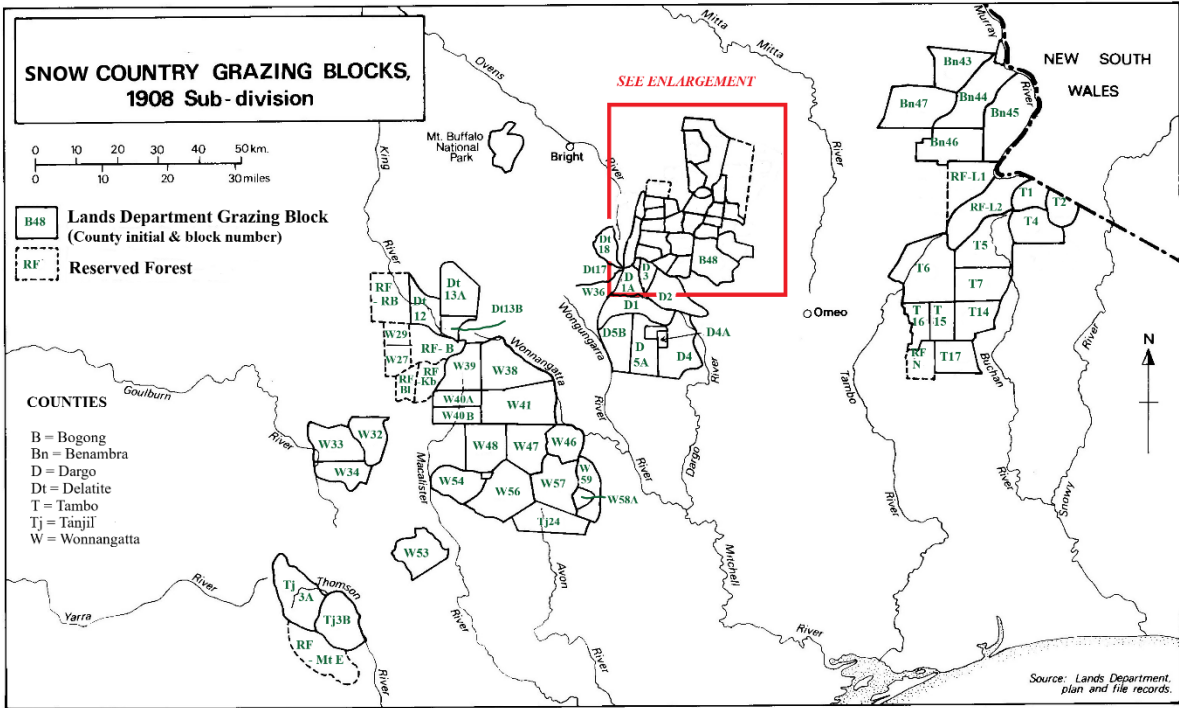 SNOW COUNTRY GRAZING BLOCKS,
1908 Sub-division
0 10 20 30 40 50 km.
0 10 20 30 miles
B48
Lands Department Grazing Block
(County initial & block number)
RF
Reserved Forest
COUNTIES
B = Bogong
Bn = Benambra
D = Dargo
Dt = Delatite
T = Tambo
Tj = Tanjil
W = Wonnangatta
SEE ENLARGEMENT
NEW SOUTH
WALES
Mt. Buffalo
National
Park
Bright
Omeo
Ovens
River
King
River
Mitta
Mitta
River
Murray
River
Goulburn
River
Yarra
River
Thomson
River
Macalister
River
Avon
River
Wonnangatta
River
Wongungarra
River
Dargo
River
Mitchell
River
Tambo
River
Buchan
River
Snowy
N
Bn43
Bn44
Bn47
Bn45
Bn46
RF-L1
RF-L2
T1
T2
T4
T5
T6
T7
T
16
T
15
T14
RF
N
T17
Dt
18
Dt17
W36
D
1A
D
3
B48
D1
D2
D5B
D
5A
D4A
D4
RF
- RB
Dt
12
Dt
13A
Dt13B
W29
W27
RF- B
RF
Bl
RF
Kb
W39
W38
W40A
W40B
W41
W33
W32
W34
W48
W47
W46
W54
W56
W57
W
59
W58A
Tj24
W53
Tj
3A
Tj3B
RF
- Mt E
Source: Lands Department,
plan and file records.